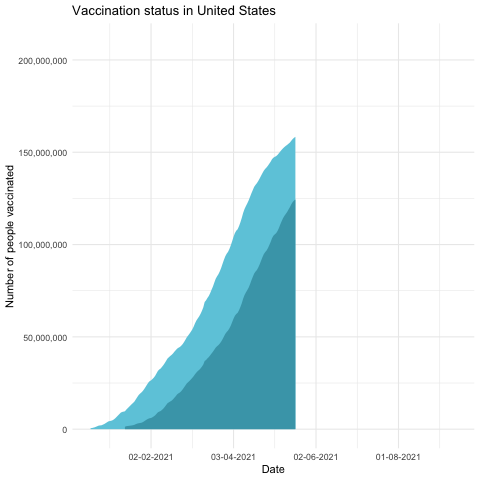 Vaccination status in United States
200,000,000
150,000,000
100,000,000
50,000,000
0
Number of people vaccinated
02-02-2021 03-04-2021 02-06-2021 01-08-2021
Date